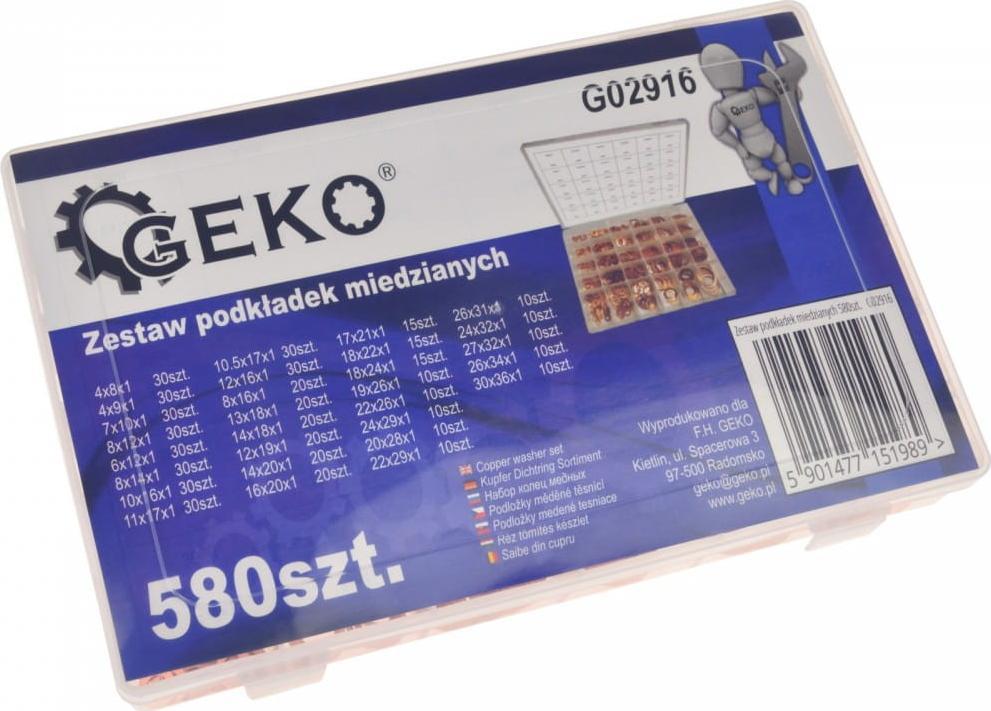 G02916
GEKO
GEKO®
Zestaw podkładek miedzianych
4x8x1 30szt.
4x9x1 30szt.
7x10x1 30szt.
8x12x1 30szt.
6x12x1 30szt.
8x14x1 30szt.
10x16x1 30szt.
11x17x1 30szt.
10.5x17x1 30szt.
12x16x1 30szt.
8x16x1 20szt.
13x18x1 20szt.
14x18x1 20szt.
12x19x1 20szt.
14x20x1 20szt.
16x20x1 20szt.
17x21x1 15szt.
18x22x1 15szt.
18x24x1 15szt.
19x26x1 10szt.
22x26x1 10szt.
24x29x1 10szt.
20x28x1 10szt.
22x29x1 10szt.
26x31x1 10szt.
24x32x1 10szt.
27x32x1 10szt.
26x34x1 10szt.
30x36x1 10szt.
580szt.
Copper washer set
Kupfer Dichtring Sortiment
Набор колец медных
Podložky měděné těsnící
Podložky medené tesniace
Réz tömítés készlet
Saibe din cupru
Wyprodukowano dla
F.H. GEKO
Kietlin, ul. Spacerowa 3
97-500 Radomsko
geko@geko.pl
www.geko.pl
Zestaw podkładek miedzianych 580szt. G02916
5 901477 151989 >